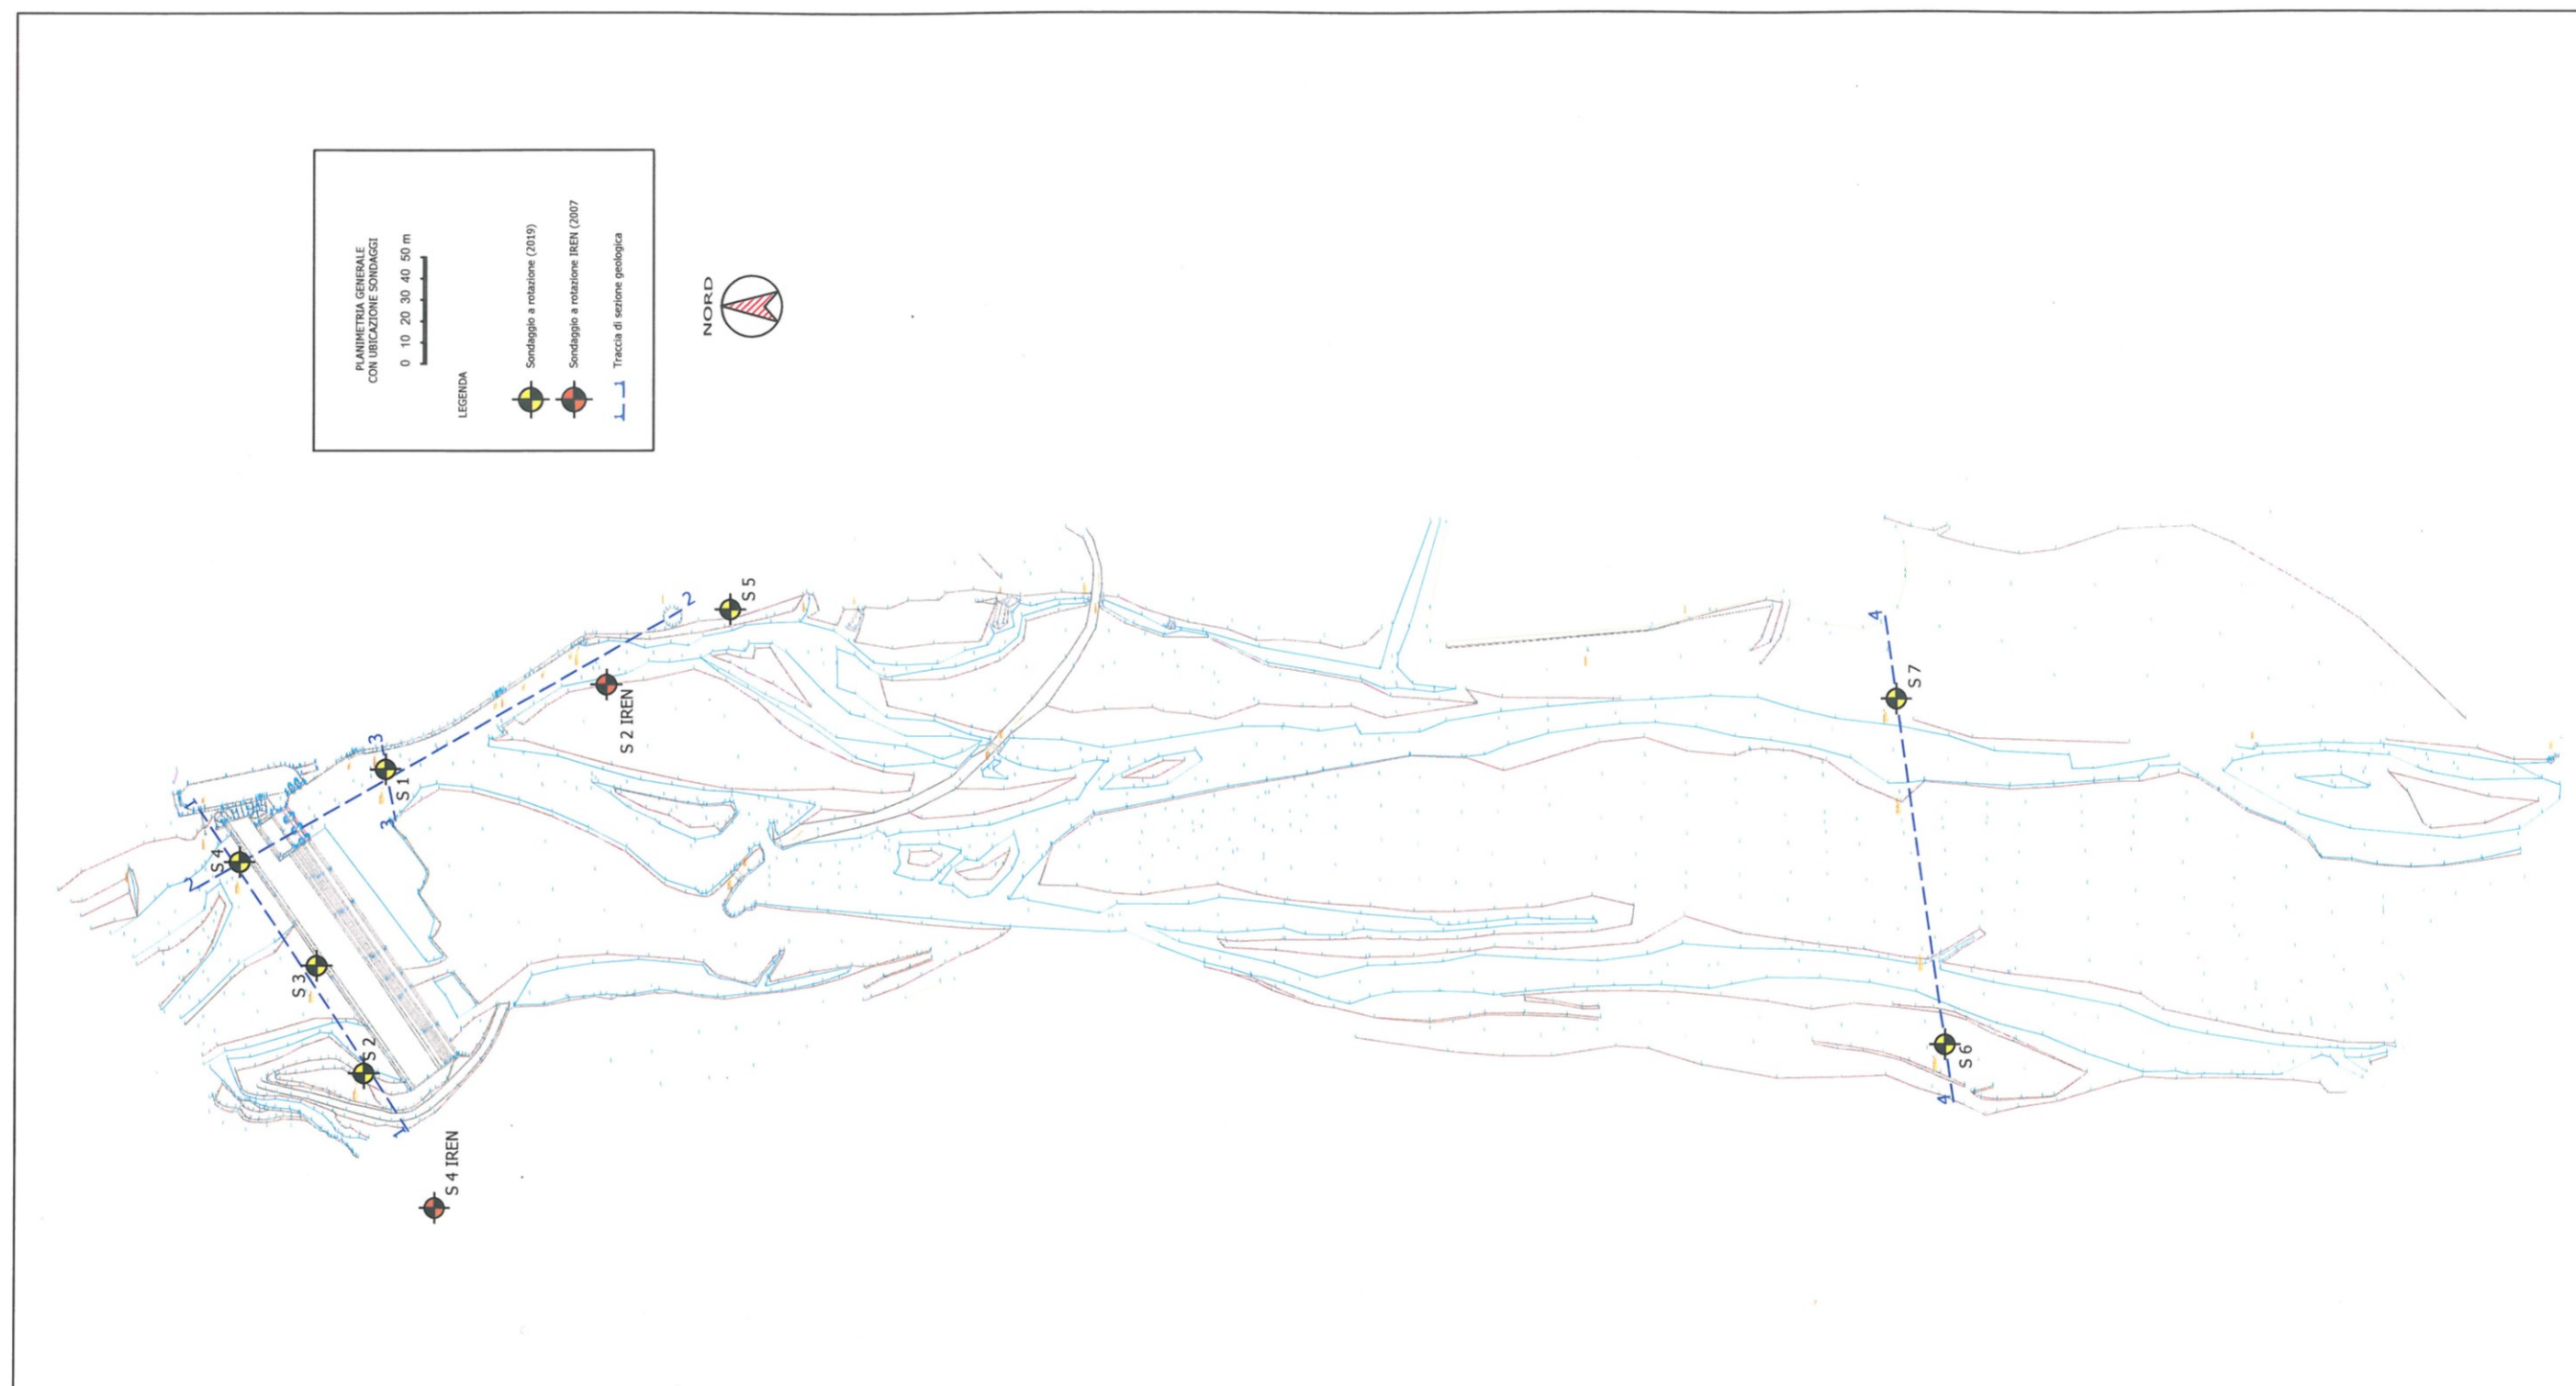 PLANIMETRIA GENERALE
CON UBICAZIONE SONDAGGI
0 10 20 30 40 50 m
LEGENDA
Sondaggio a rotazione (2019)
Sondaggio a rotazione IREN (2007
1 1 Traccia di sezione geologica
NORD
S 5
2
S 2 IREN
3
S 1
3
1
S 4
2
S 3
S 2
1
S 4 IREN
4
S 7
S 6
4